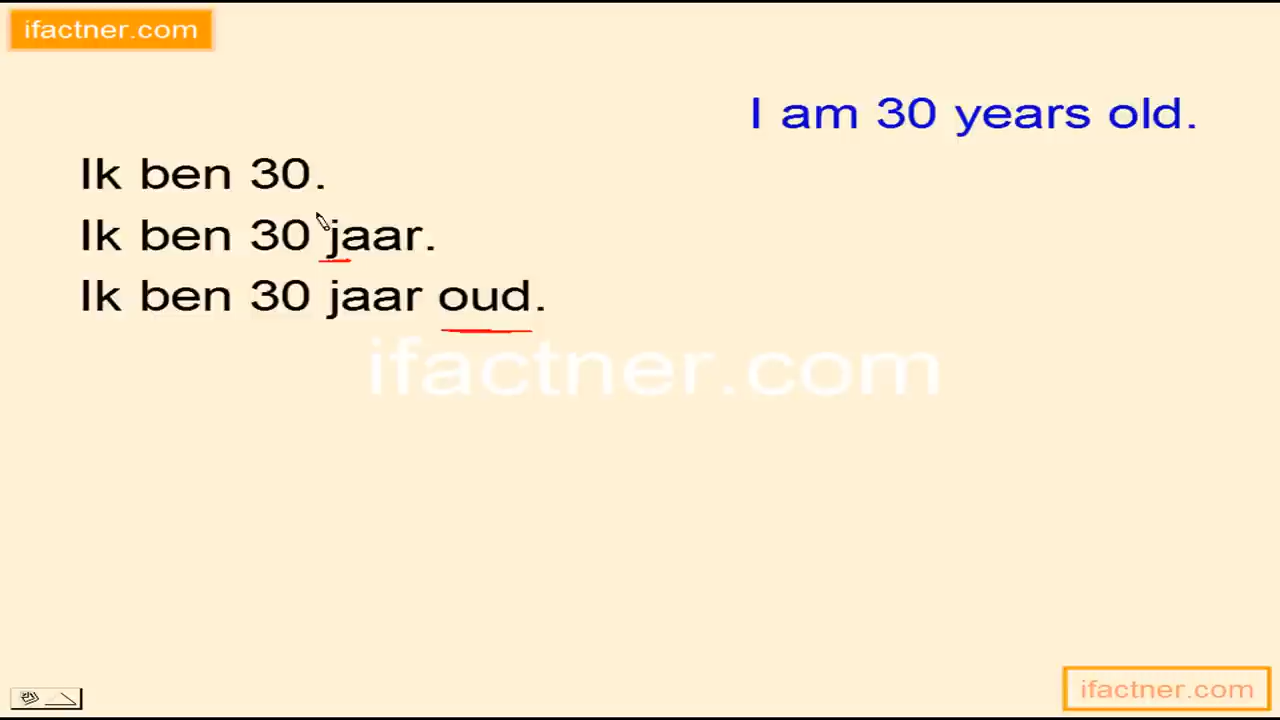 ifactner.com
I am 30 years old.
Ik ben 30.
Ik ben 30 jaar.
Ik ben 30 jaar oud.
ifactner.com
ifactner.com